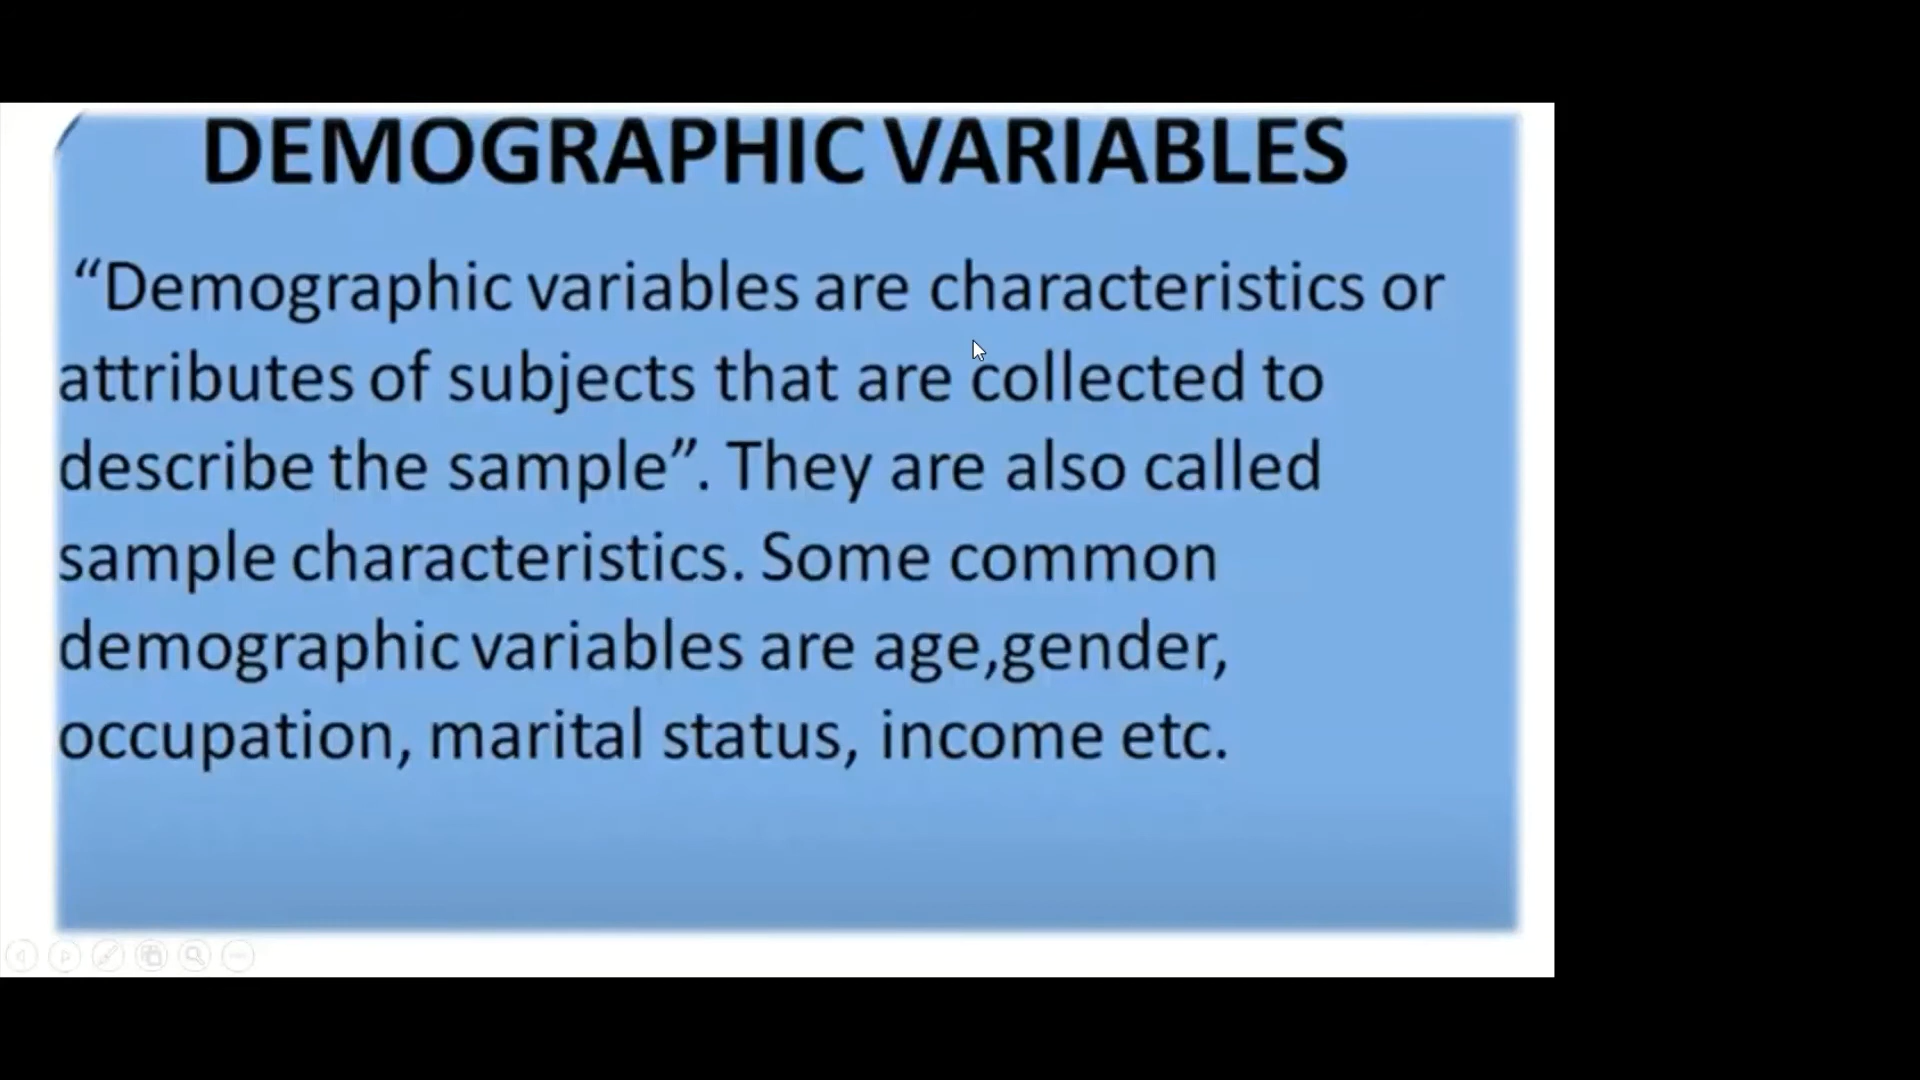 DEMOGRAPHIC VARIABLES
“Demographic variables are characteristics or
attributes of subjects that are collected to
describe the sample”. They are also called
sample characteristics. Some common
demographic variables are age,gender,
occupation, marital status, income etc.